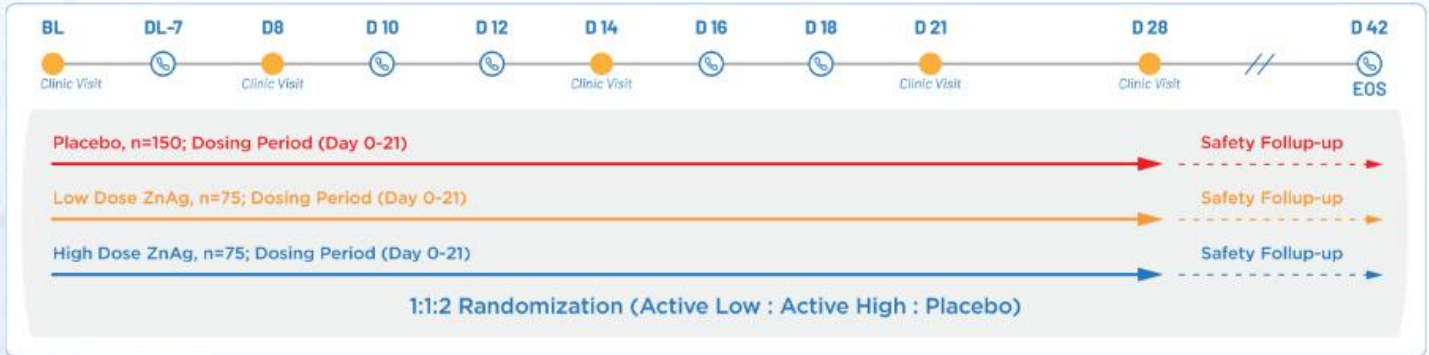 BL DL-7 D8 D 10 D 12 D 14 D 16 D 18 D 21 D 28 D 42
Clinic Visit Clinic Visit Clinic Visit Clinic Visit Clinic Visit EOS
Placebo, n=150; Dosing Period (Day 0-21) Safety Follup-up
Low Dose ZnAg, n=75; Dosing Period (Day 0-21) Safety Follup-up
High Dose ZnAg, n=75; Dosing Period (Day 0-21) Safety Follup-up
1:1:2 Randomization (Active Low : Active High : Placebo)